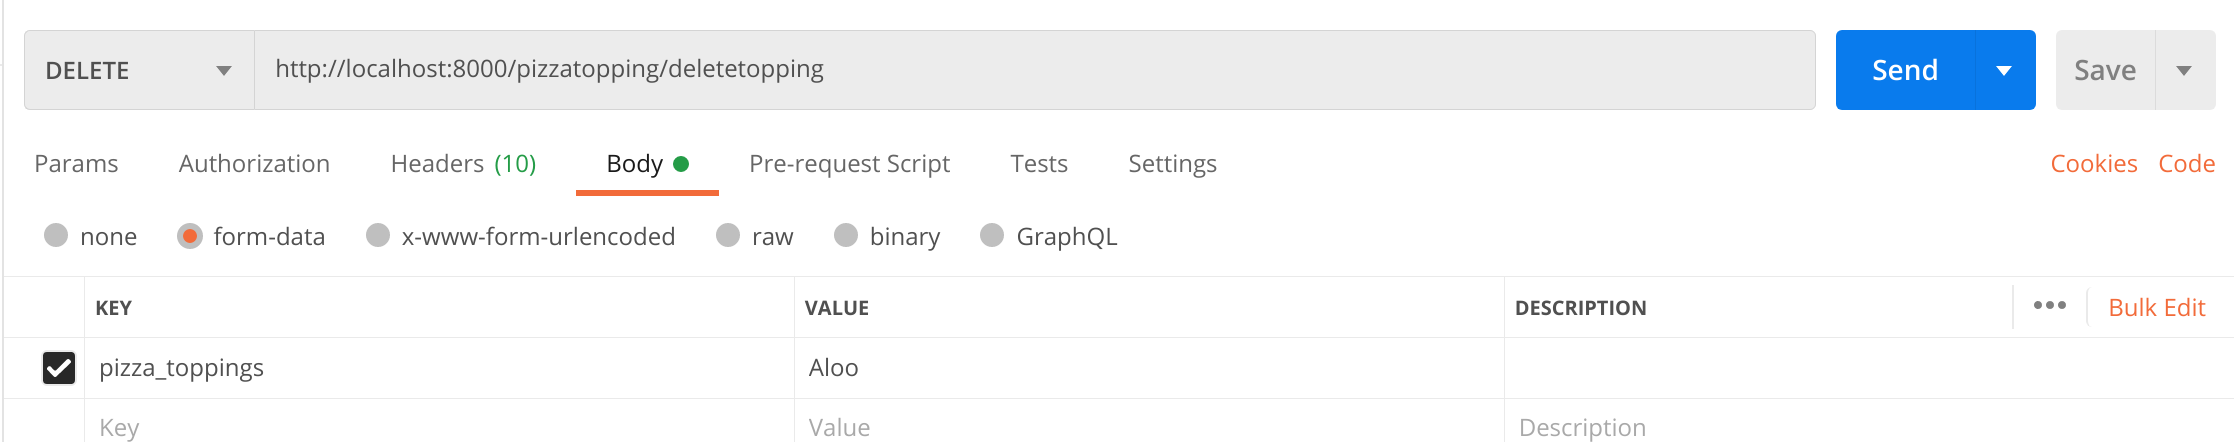 DELETE http://localhost:8000/pizzatopping/deletetopping Send Save
Params Authorization Headers (10) Body Pre-request Script Tests Settings Cookies Code
none form-data x-www-form-urlencoded raw binary GraphQL
KEY VALUE DESCRIPTION ••• Bulk Edit
pizza_toppings Aloo
Key Value Description